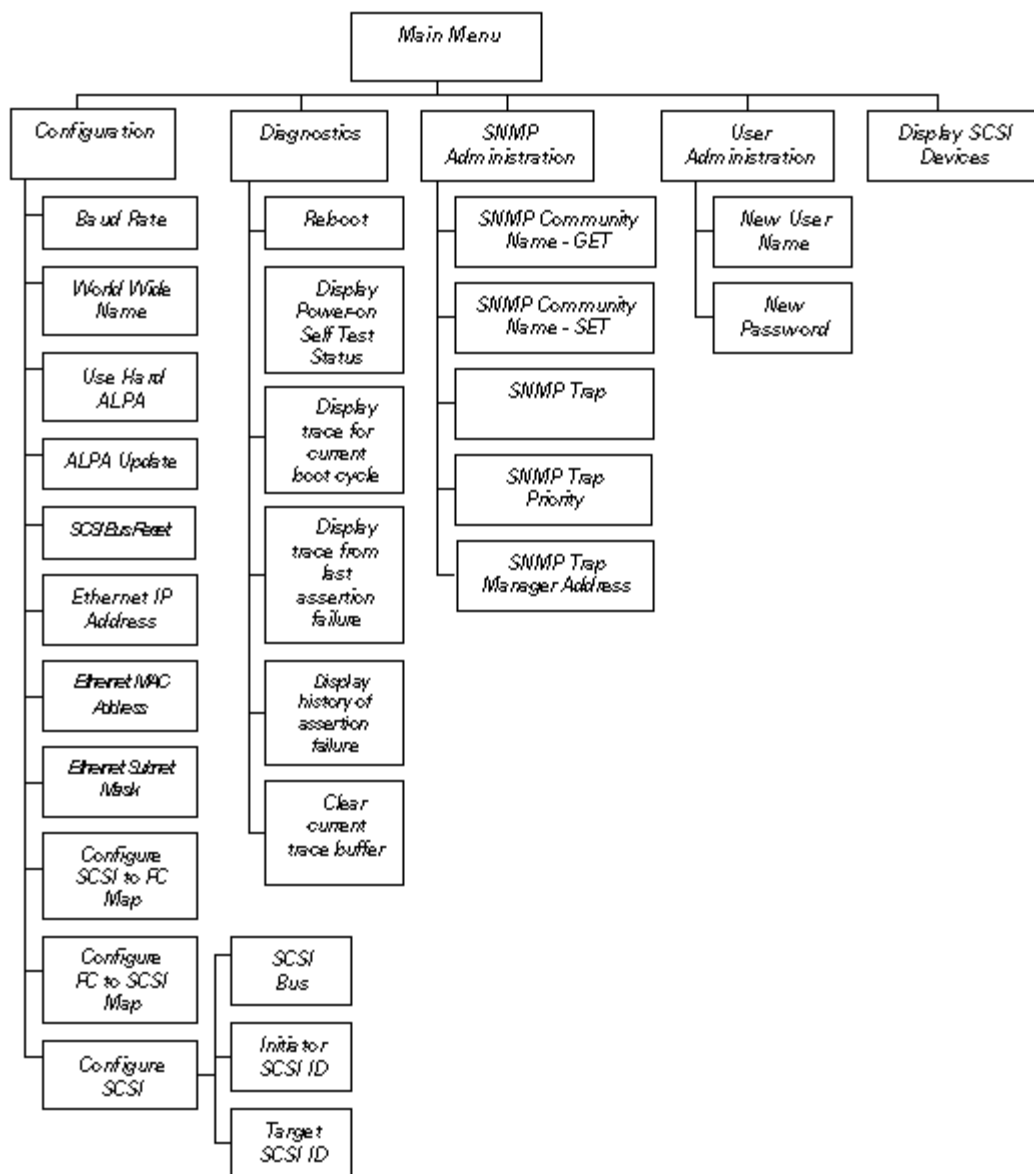 Main Menu
Configuration
Baud Rate
World Wide
Name
Use Hard
ALPA
ALPA Update
SCSI Bus Reset
Ethernet IP
Address
Ethernet MAC
Address
Ethernet Subnet
Mask
Configure
SCSI to FC
Map
Configure
FC to SCSI
Map
Configure
SCSI
SCSI
Bus
Initiator
SCSI ID
Target
SCSI ID
Diagnostics
Reboot
Display
Power-on
Self Test
Status
Display
trace for
current
boot cycle
Display
trace from
last
assertion
failure
Display
history of
assertion
failure
Clear
current
trace buffer
SNMP
Administration
SNMP Community
Name - GET
SNMP Community
Name - SET
SNMP Trap
SNMP Trap
Priority
SNMP Trap
Manager Address
User
Administration
New User
Name
New
Password
Display SCSI
Devices